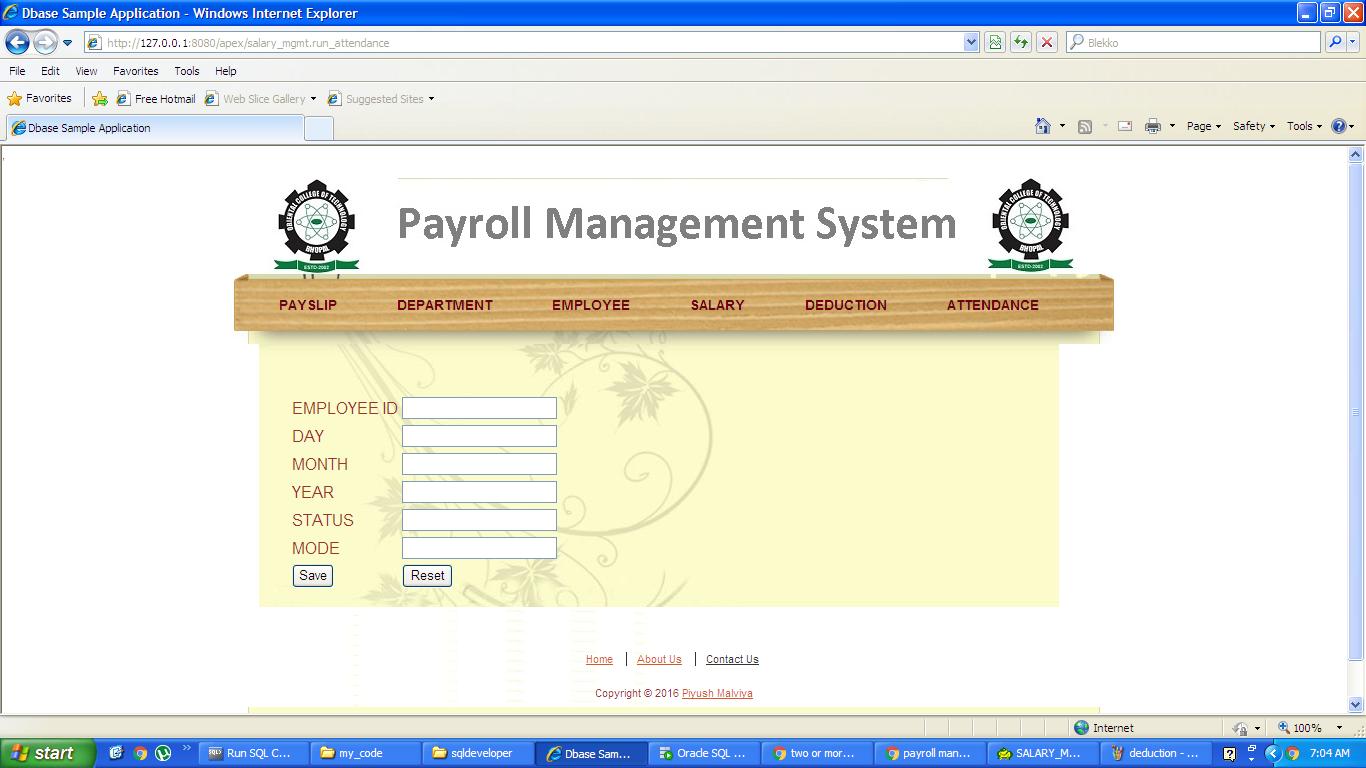 Dbase Sample Application - Windows Internet Explorer
http://127.0.0.1:8080/apex/salary_mgmt.run_attendance
Blekko
File Edit View Favorites Tools Help
Favorites Free Hotmail Web Slice Gallery Suggested Sites
Dbase Sample Application
Page Safety Tools
ORIENTAL COLLEGE OF TECHNOLOGY
BHOPAL
ESTD-2002
Payroll Management System
ORIENTAL COLLEGE OF TECHNOLOGY
BHOPAL
ESTD-2002
PAYSLIP DEPARTMENT EMPLOYEE SALARY DEDUCTION ATTENDANCE
EMPLOYEE ID
DAY
MONTH
YEAR
STATUS
MODE
Save Reset
Home About Us Contact Us
Copyright © 2016 Piyush Malviya
Internet 100%
start Run SQL C... my_code sqldeveloper Dbase Sam... Oracle SQL ... two or mor... payroll man... SALARY_M... deduction - ... 7:04 AM